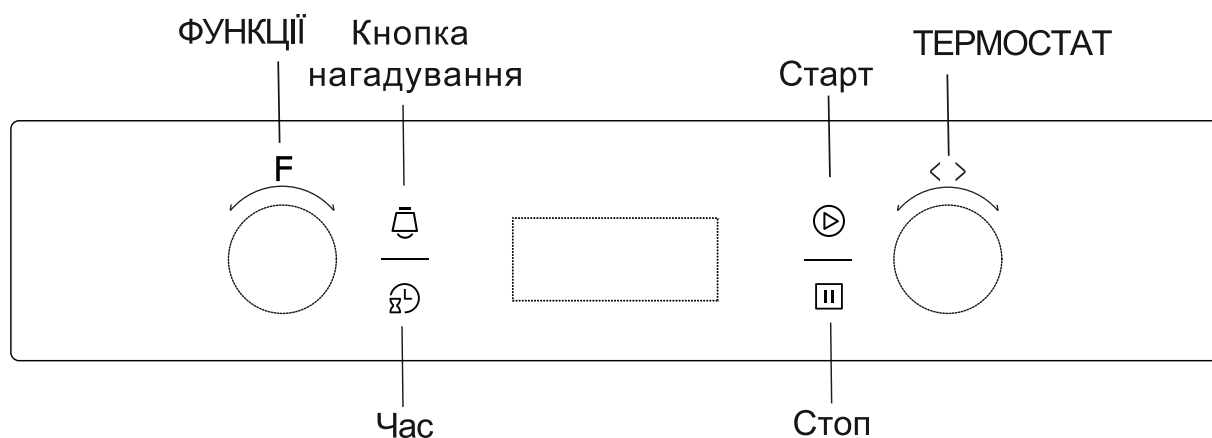 ФУНКЦІЇ
Кнопка
нагадування
Старт
ТЕРМОСТАТ
F
Час
Стоп